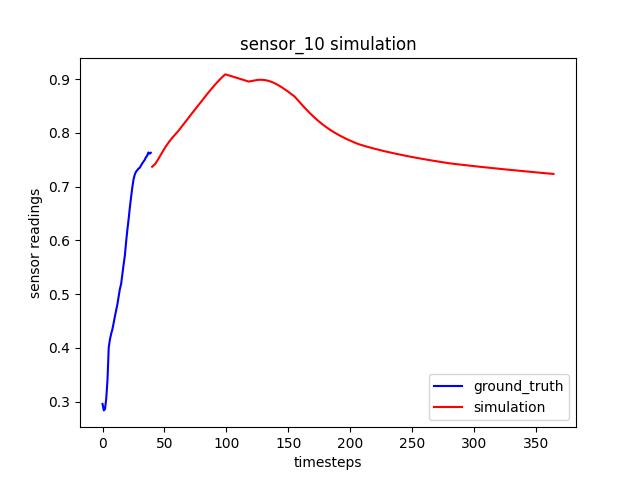 sensor_10 simulation
sensor readings
0.9
0.8
0.7
0.6
0.5
0.4
0.3
ground_truth
simulation
0 50 100 150 200 250 300 350
timesteps